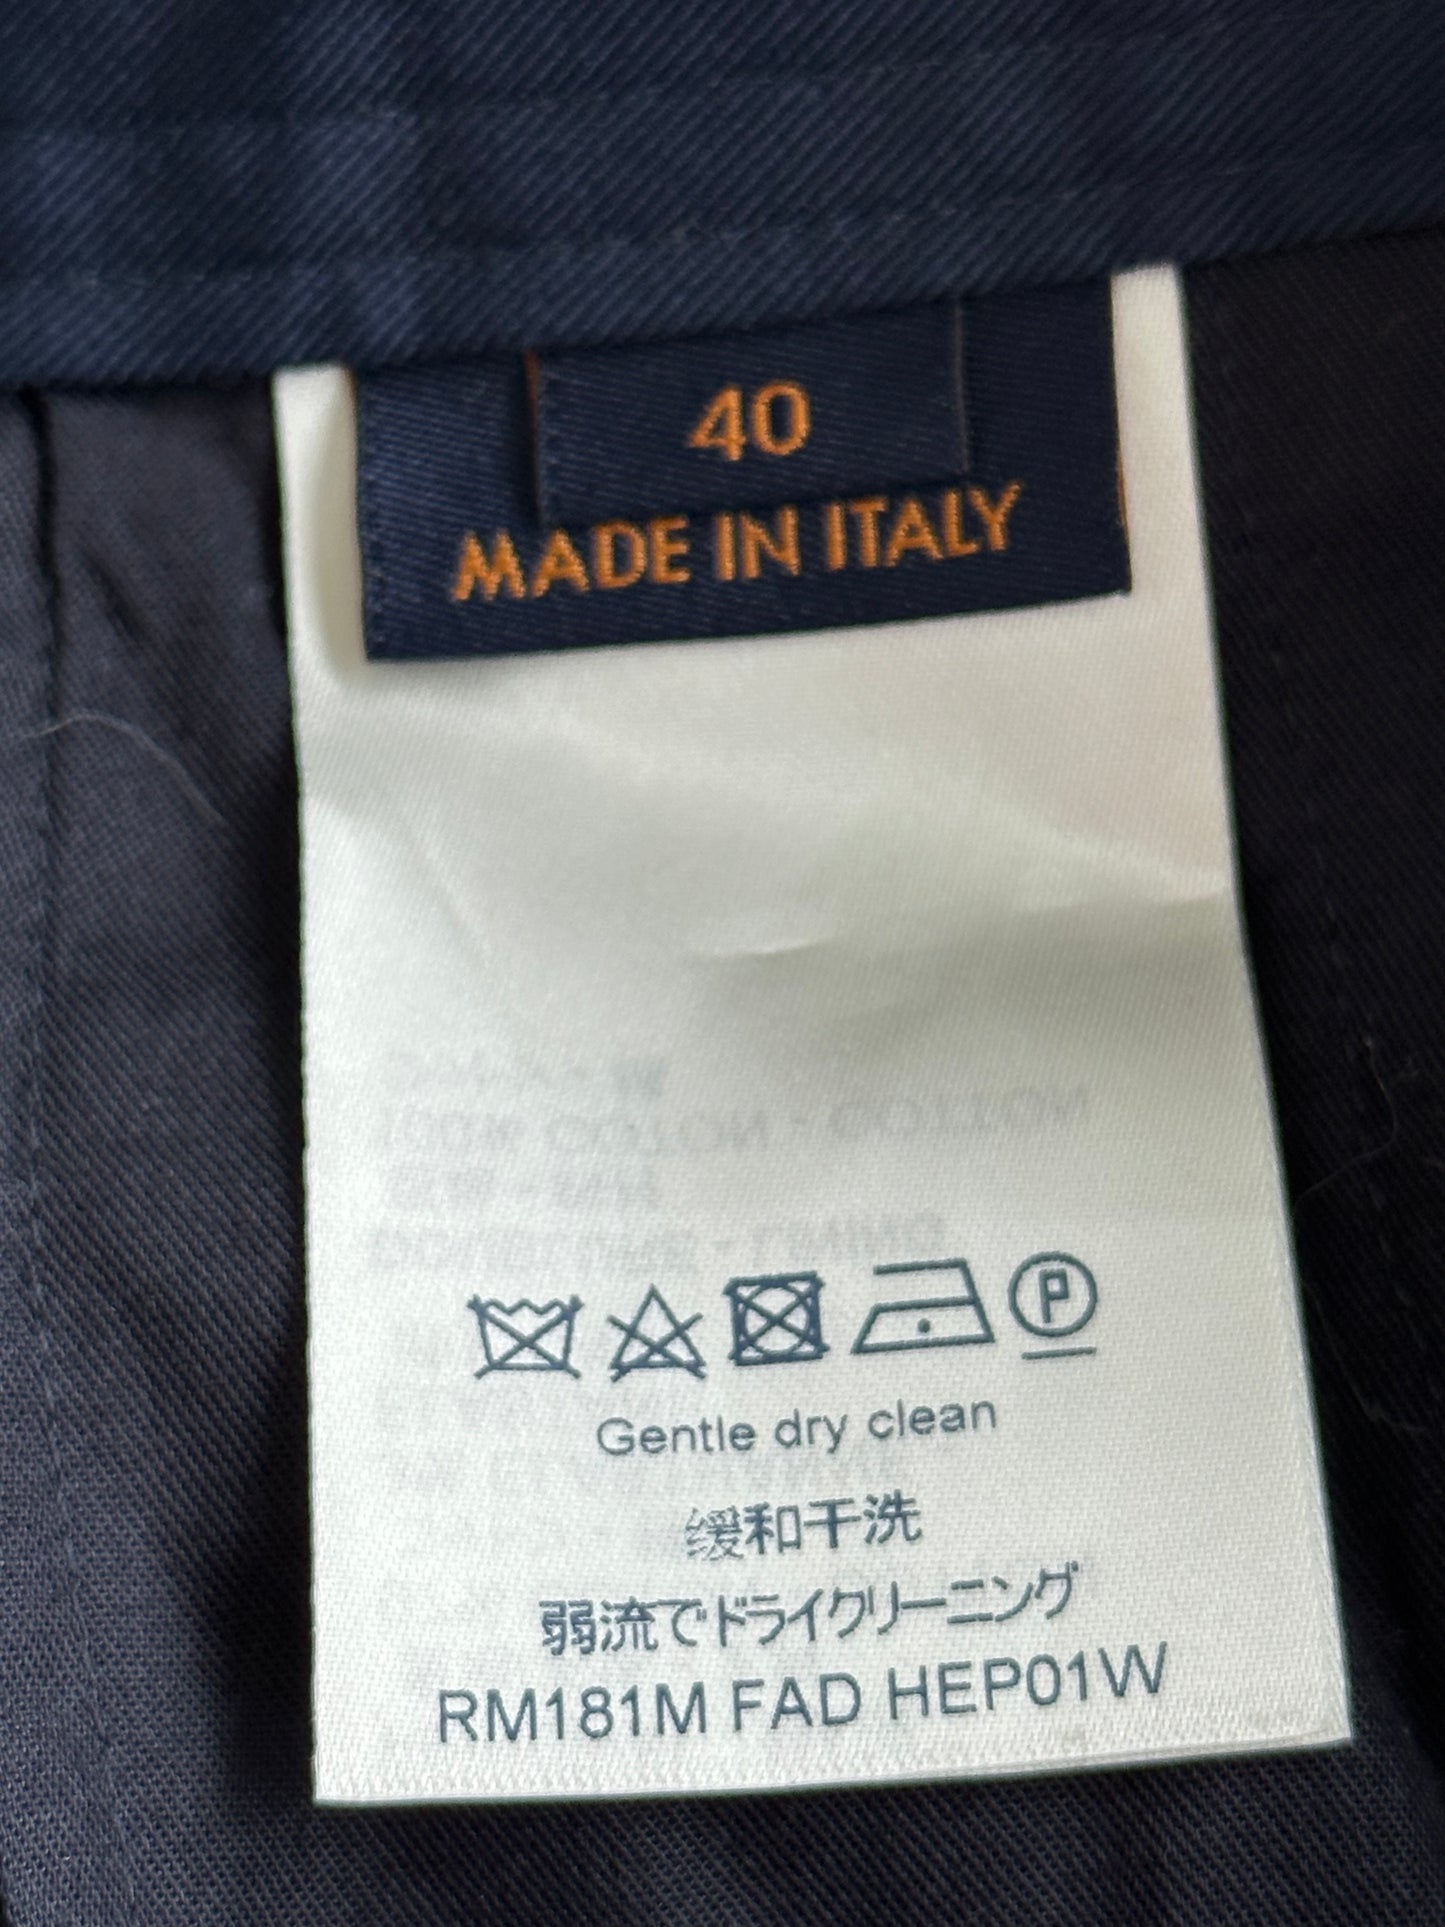 40
MADE IN ITALY
P
Gentle dry clean
缓和干洗
弱流でドライクリーニング
RM181M FAD HEP01W